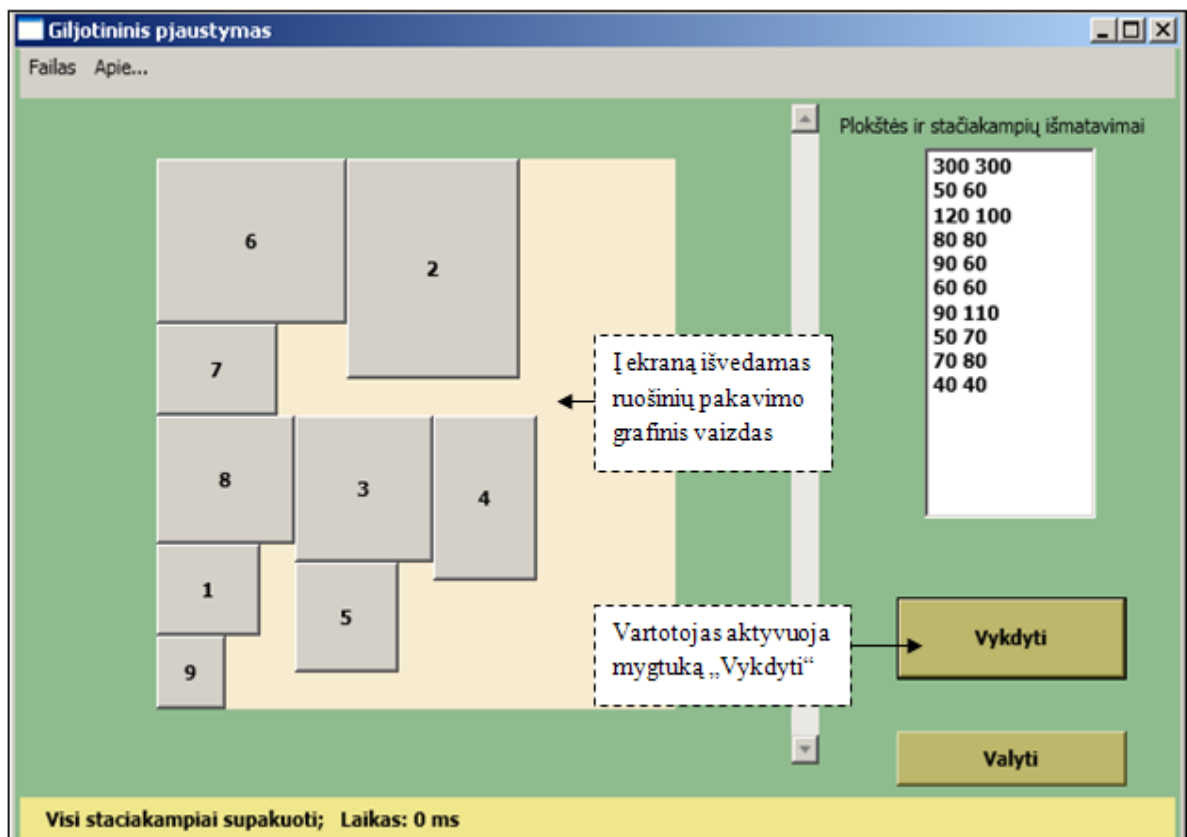 Giljotininis pjaustymas
Failas Apie...
Plokštės ir stačiakampių išmatavimai
300 300
50 60
120 100
80 80
90 60
60 60
90 110
50 70
70 80
40 40
6
2
7
Į ekraną išvedamas
ruošinių pakavimo
grafinis vaizdas
8
3
4
1
5
9
Vartotojas aktyvuoja
mygtuką „Vykdyti“
Vykdyti
Valyti
Visi staciakampiai supakuoti; Laikas: 0 ms